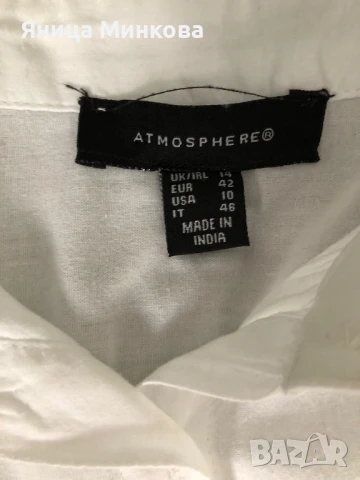 Яница Минкова
ATMOSPHERE®
UK/IRL 14
EUR 42
USA 10
IT 46
MADE IN
INDIA
BAZAR